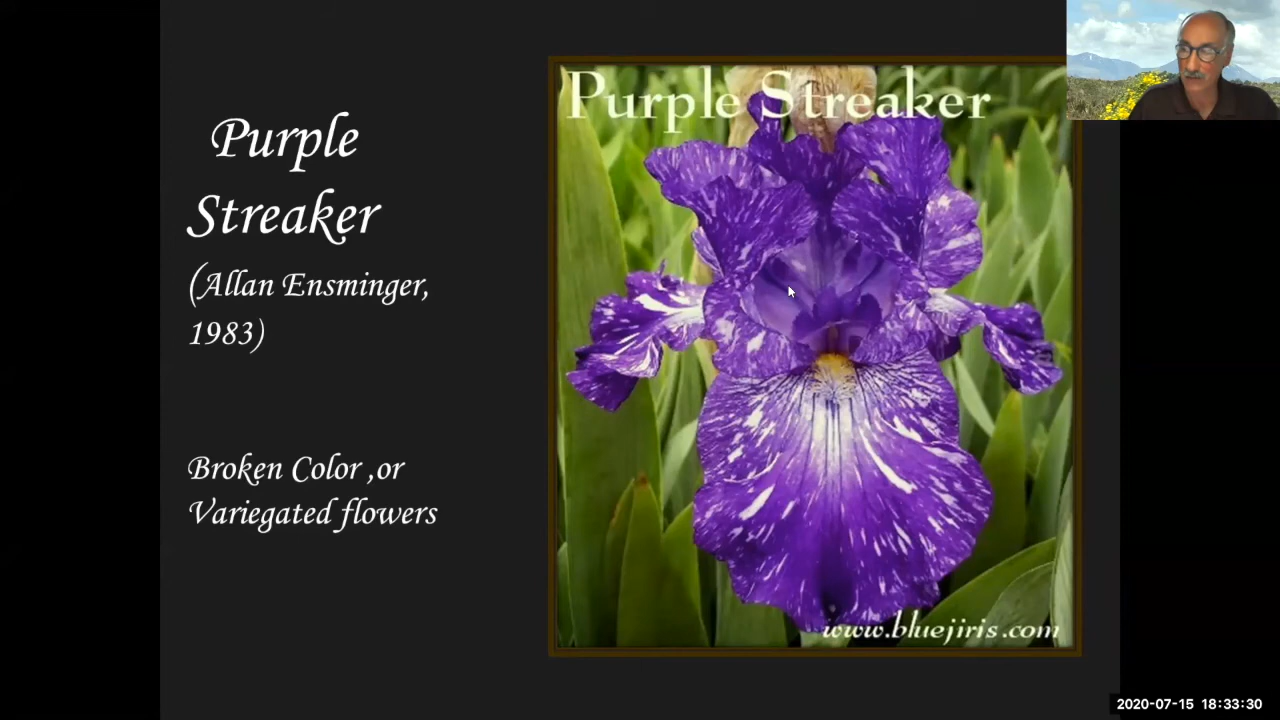 Purple
Streaker
(Allan Ensminger,
1983)
Broken Color ,or
Variegated flowers
Purple Streaker
www.bluejiris.com
2020-07-15 18:33:30